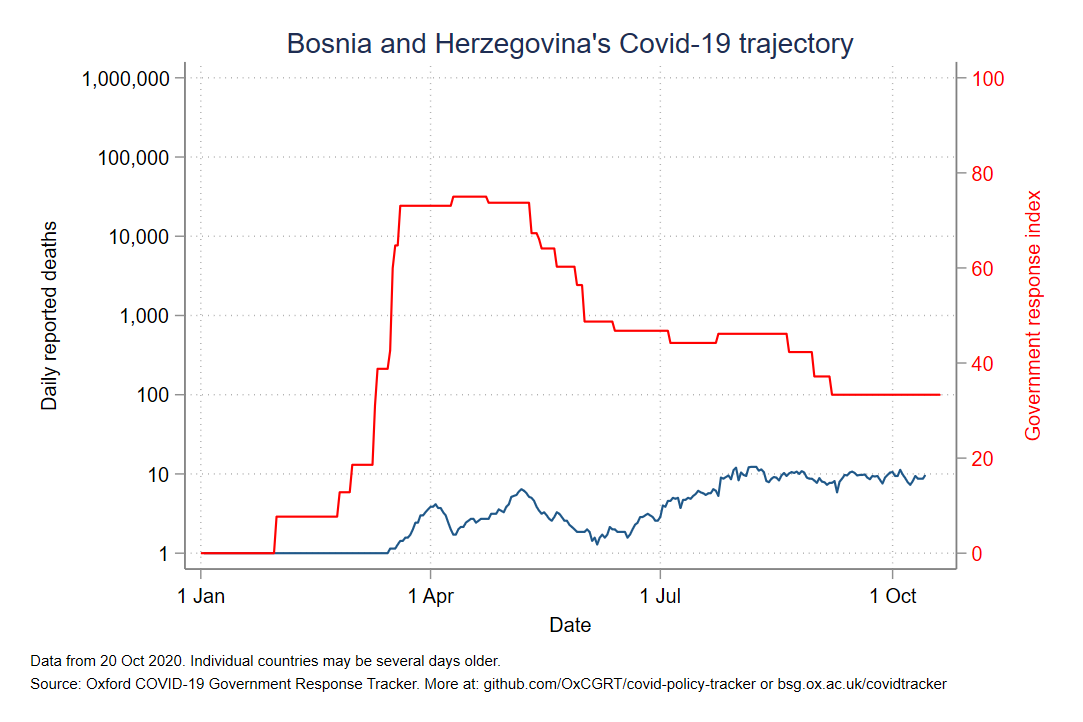 Bosnia and Herzegovina's Covid-19 trajectory
1,000,000
100,000
10,000
1,000
100
10
1
Daily reported deaths
100
80
60
40
20
0
Government response index
1 Jan
1 Apr
1 Jul
1 Oct
Date
Data from 20 Oct 2020. Individual countries may be several days older.
Source: Oxford COVID-19 Government Response Tracker. More at: github.com/OxCGRT/covid-policy-tracker or bsg.ox.ac.uk/covidtracker